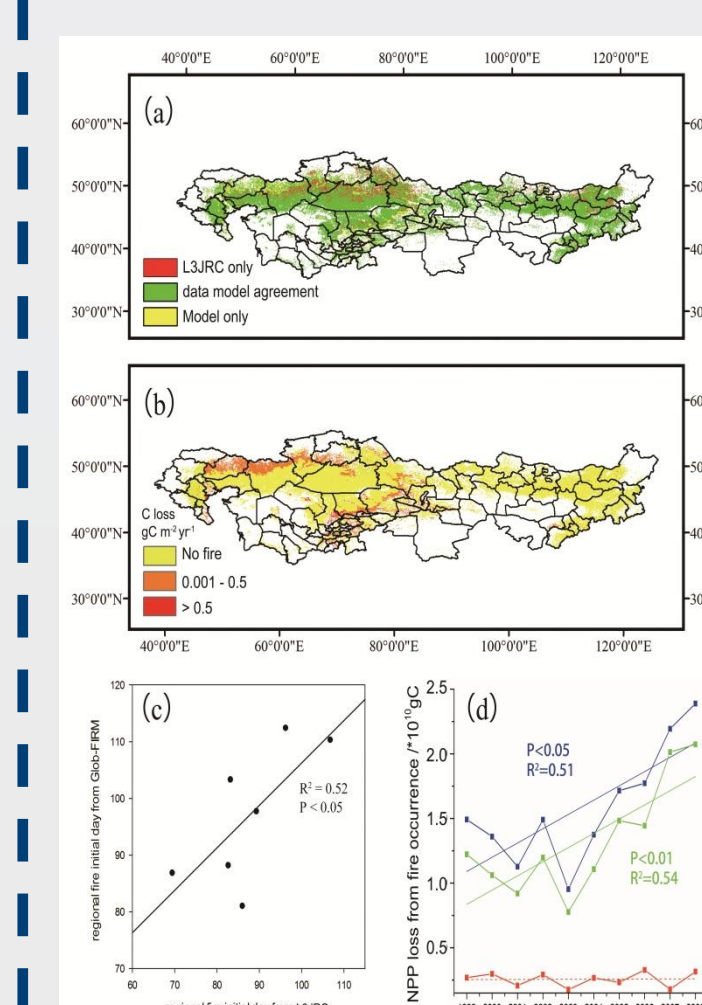 40°0'0"E 60°0'0"E 80°0'0"E 100°0'0"E 120°0'0"E
(a)
60°0'0"N
50°0'0"N
40°0'0"N
30°0'0"N
L3JRC only
data model agreement
Model only
(b)
60°0'0"N
50°0'0"N
40°0'0"N
30°0'0"N
C loss
gC m⁻² yr⁻¹
No fire
0.001 - 0.5
> 0.5
40°0'0"E 60°0'0"E 80°0'0"E 100°0'0"E 120°0'0"E
(c)
regional fire initial day from Glob-FIRM
120
110
100
90
80
70
R² = 0.52
P < 0.05
60 70 80 90 100 110
(d)
NPP loss from fire occurrence /*10¹⁰gC
2.5
2.0
1.5
1.0
0.5
P<0.05
R²=0.51
P<0.01
R²=0.54